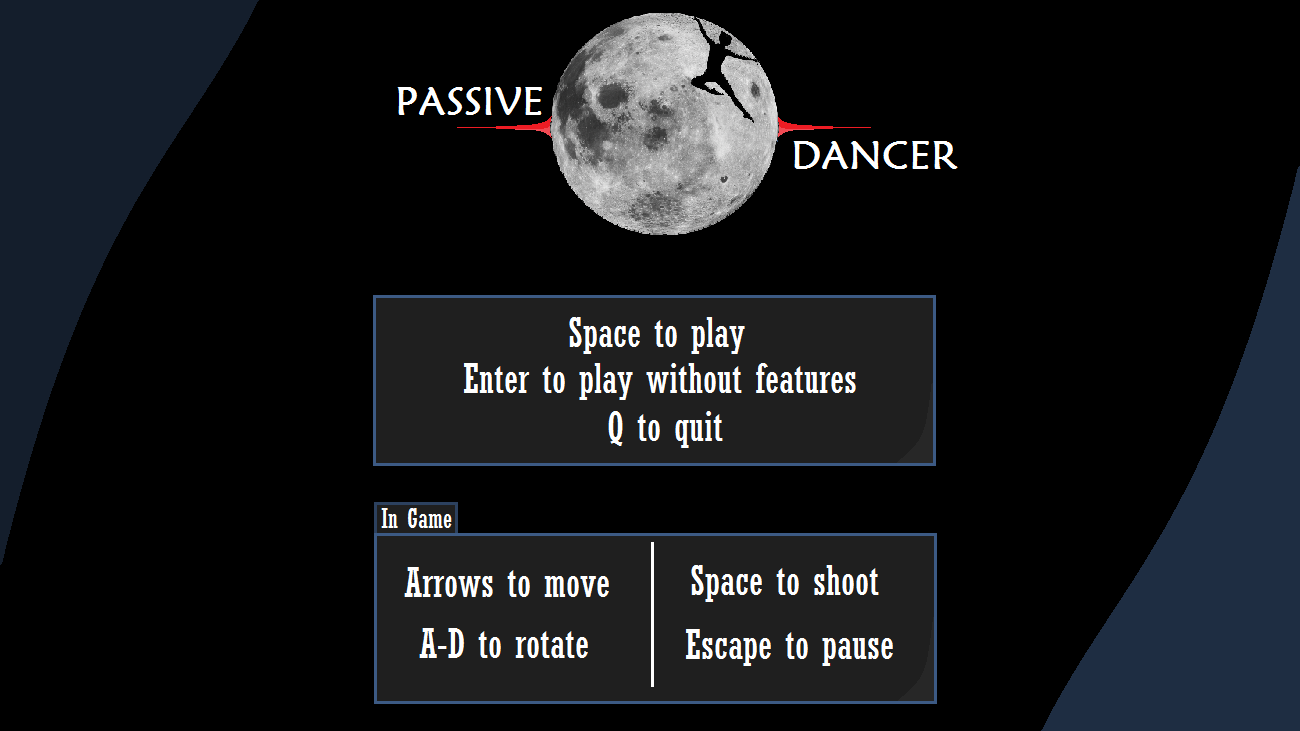 PASSIVE
DANCER
Space to play
Enter to play without features
Q to quit
In Game
Arrows to move
A-D to rotate
Space to shoot
Escape to pause